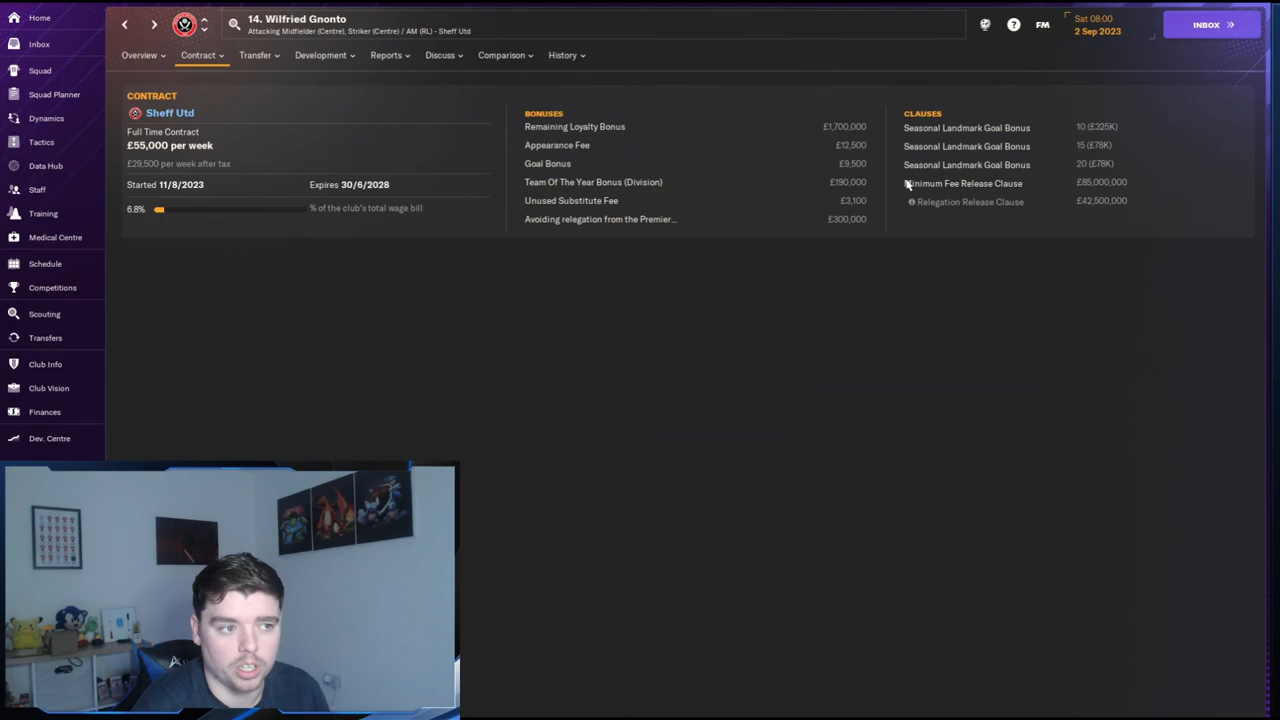 Home
Inbox
Squad
Squad Planner
Dynamics
Tactics
Data Hub
Staff
Training
Medical Centre
Schedule
Competitions
Scouting
Transfers
Club Info
Club Vision
Finances
Dev. Centre
14. Wilfried Gnonto
Attacking Midfielder (Centre), Striker (Centre) / AM (RL) - Sheff Utd
FM
Sat 08:00
2 Sep 2023
INBOX
Overview
Contract
Transfer
Development
Reports
Discuss
Comparison
History
CONTRACT
Sheff Utd
Full Time Contract
£55,000 per week
£29,500 per week after tax
Started 11/8/2023 Expires 30/6/2028
6.8% % of the club's total wage bill
BONUSES
Remaining Loyalty Bonus £1,700,000
Appearance Fee £12,500
Goal Bonus £9,500
Team Of The Year Bonus (Division) £190,000
Unused Substitute Fee £3,100
Avoiding relegation from the Premier... £300,000
CLAUSES
Seasonal Landmark Goal Bonus 10 (£325K)
Seasonal Landmark Goal Bonus 15 (£78K)
Seasonal Landmark Goal Bonus 20 (£78K)
Minimum Fee Release Clause £85,000,000
Relegation Release Clause £42,500,000